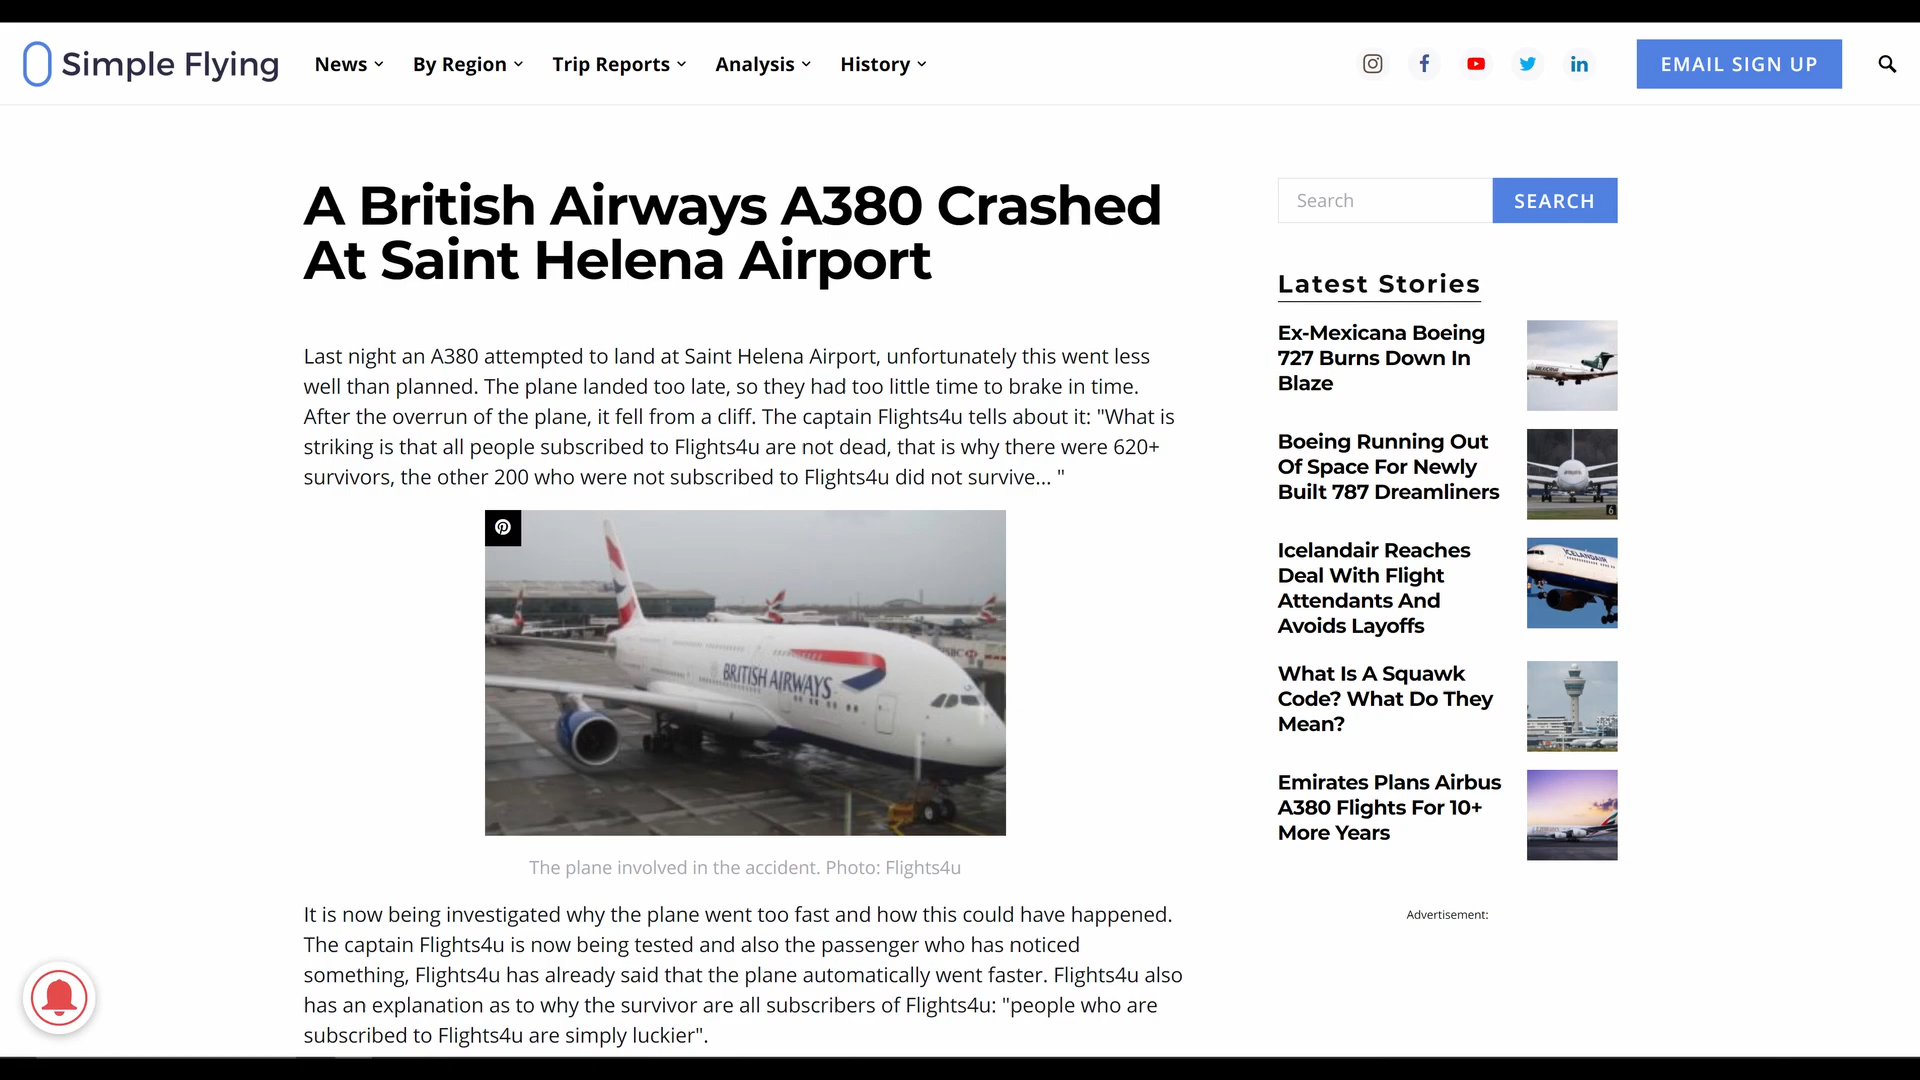 Simple Flying
News
By Region
Trip Reports
Analysis
History
EMAIL SIGN UP
A British Airways A380 Crashed
At Saint Helena Airport
Last night an A380 attempted to land at Saint Helena Airport, unfortunately this went less
well than planned. The plane landed too late, so they had too little time to brake in time.
After the overrun of the plane, it fell from a cliff. The captain Flights4u tells about it: "What is
striking is that all people subscribed to Flights4u are not dead, that is why there were 620+
survivors, the other 200 who were not subscribed to Flights4u did not survive... "
BRITISH AIRWAYS
HSBC
The plane involved in the accident. Photo: Flights4u
It is now being investigated why the plane went too fast and how this could have happened.
The captain Flights4u is now being tested and also the passenger who has noticed
something, Flights4u has already said that the plane automatically went faster. Flights4u also
has an explanation as to why the survivor are all subscribers of Flights4u: "people who are
subscribed to Flights4u are simply luckier".
Search
SEARCH
Latest Stories
Ex-Mexicana Boeing
727 Burns Down In
Blaze
MEXICANA
Boeing Running Out
Of Space For Newly
Built 787 Dreamliners
6
Icelandair Reaches
Deal With Flight
Attendants And
Avoids Layoffs
ICELANDAIR
What Is A Squawk
Code? What Do They
Mean?
Emirates Plans Airbus
A380 Flights For 10+
More Years
Advertisement: